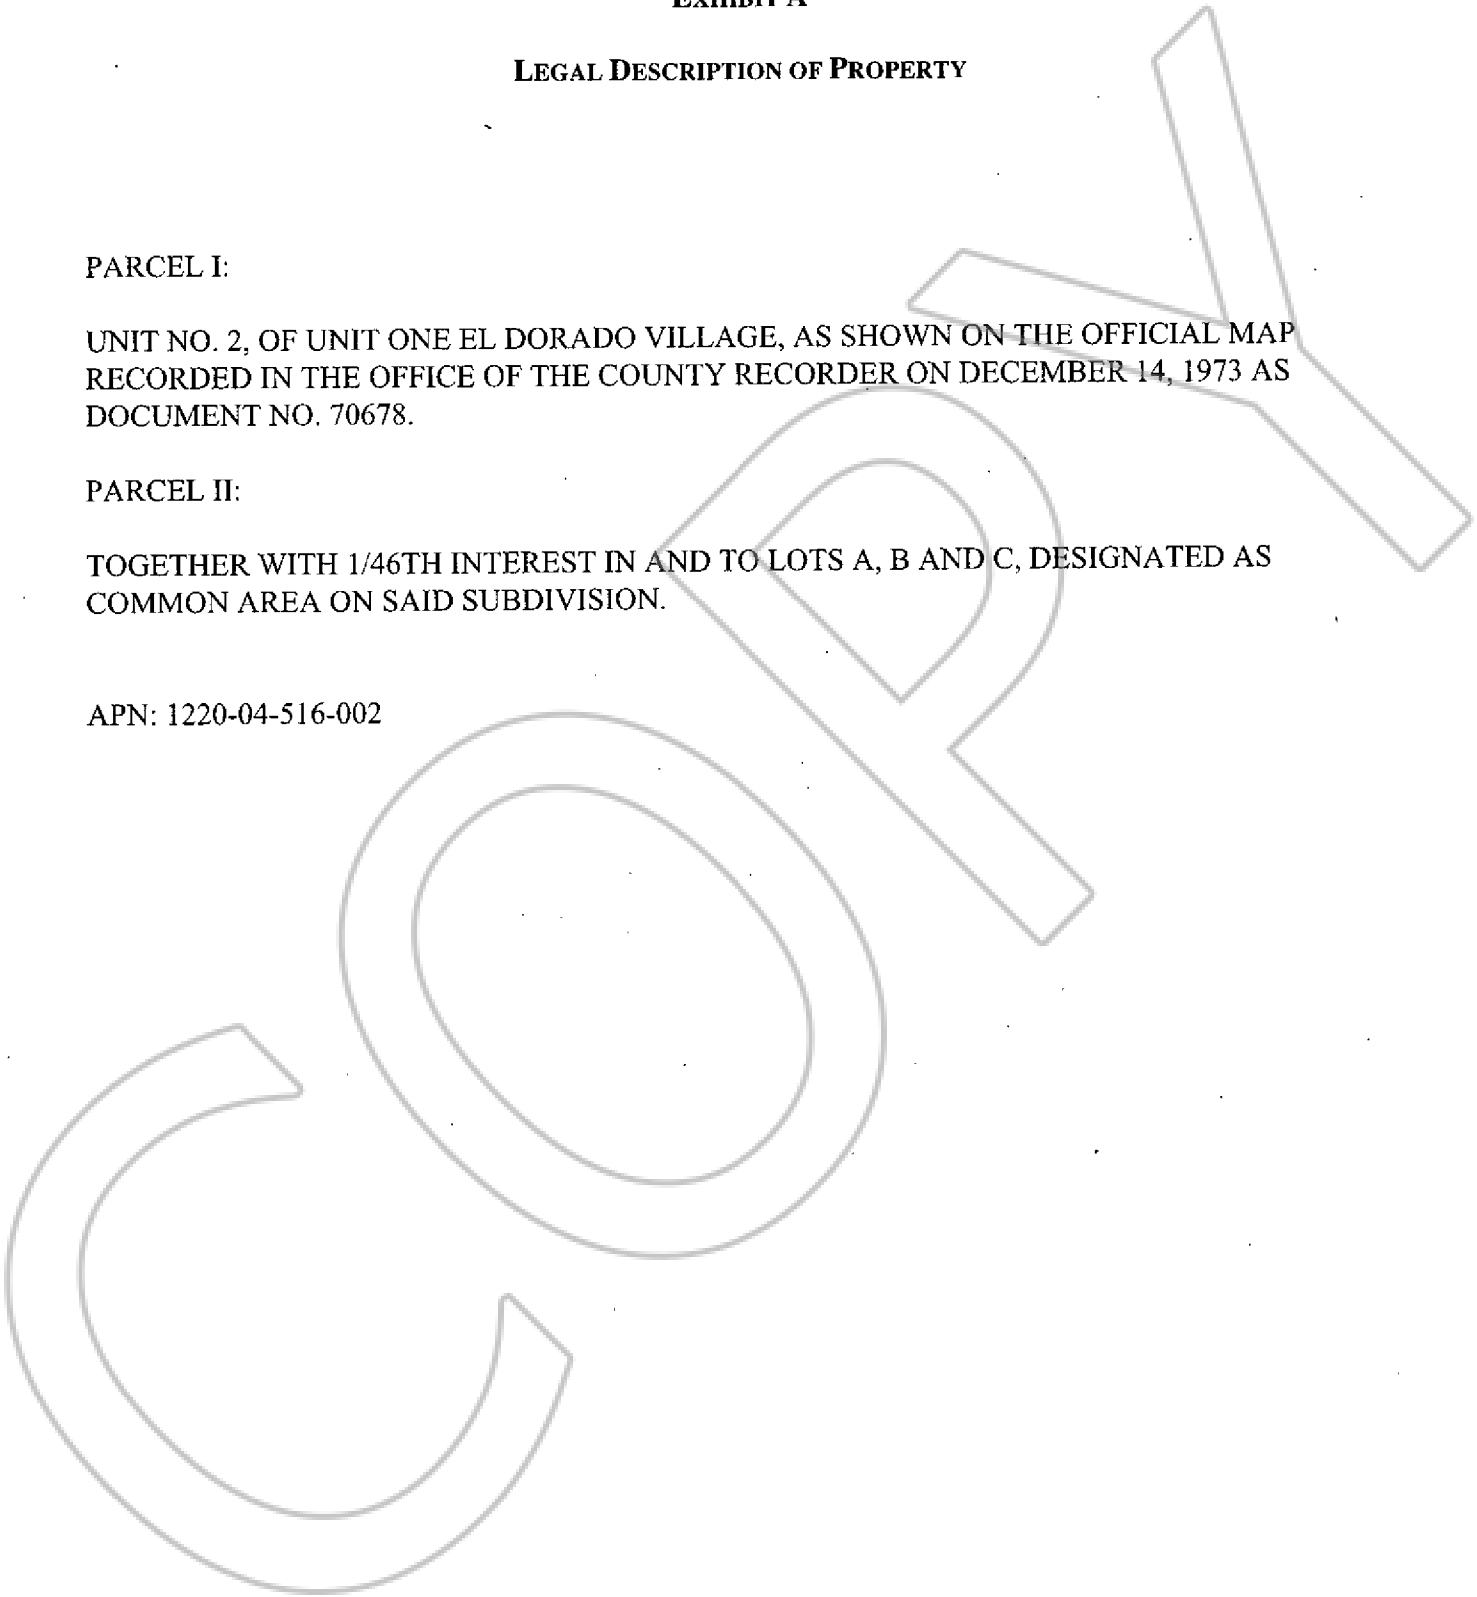 EXHIBIT A
LEGAL DESCRIPTION OF PROPERTY
PARCEL I:
UNIT NO. 2, OF UNIT ONE EL DORADO VILLAGE, AS SHOWN ON THE OFFICIAL MAP
RECORDED IN THE OFFICE OF THE COUNTY RECORDER ON DECEMBER 14, 1973 AS
DOCUMENT NO. 70678.
PARCEL II:
TOGETHER WITH 1/46TH INTEREST IN AND TO LOTS A, B AND C, DESIGNATED AS
COMMON AREA ON SAID SUBDIVISION.
APN: 1220-04-516-002
COPY